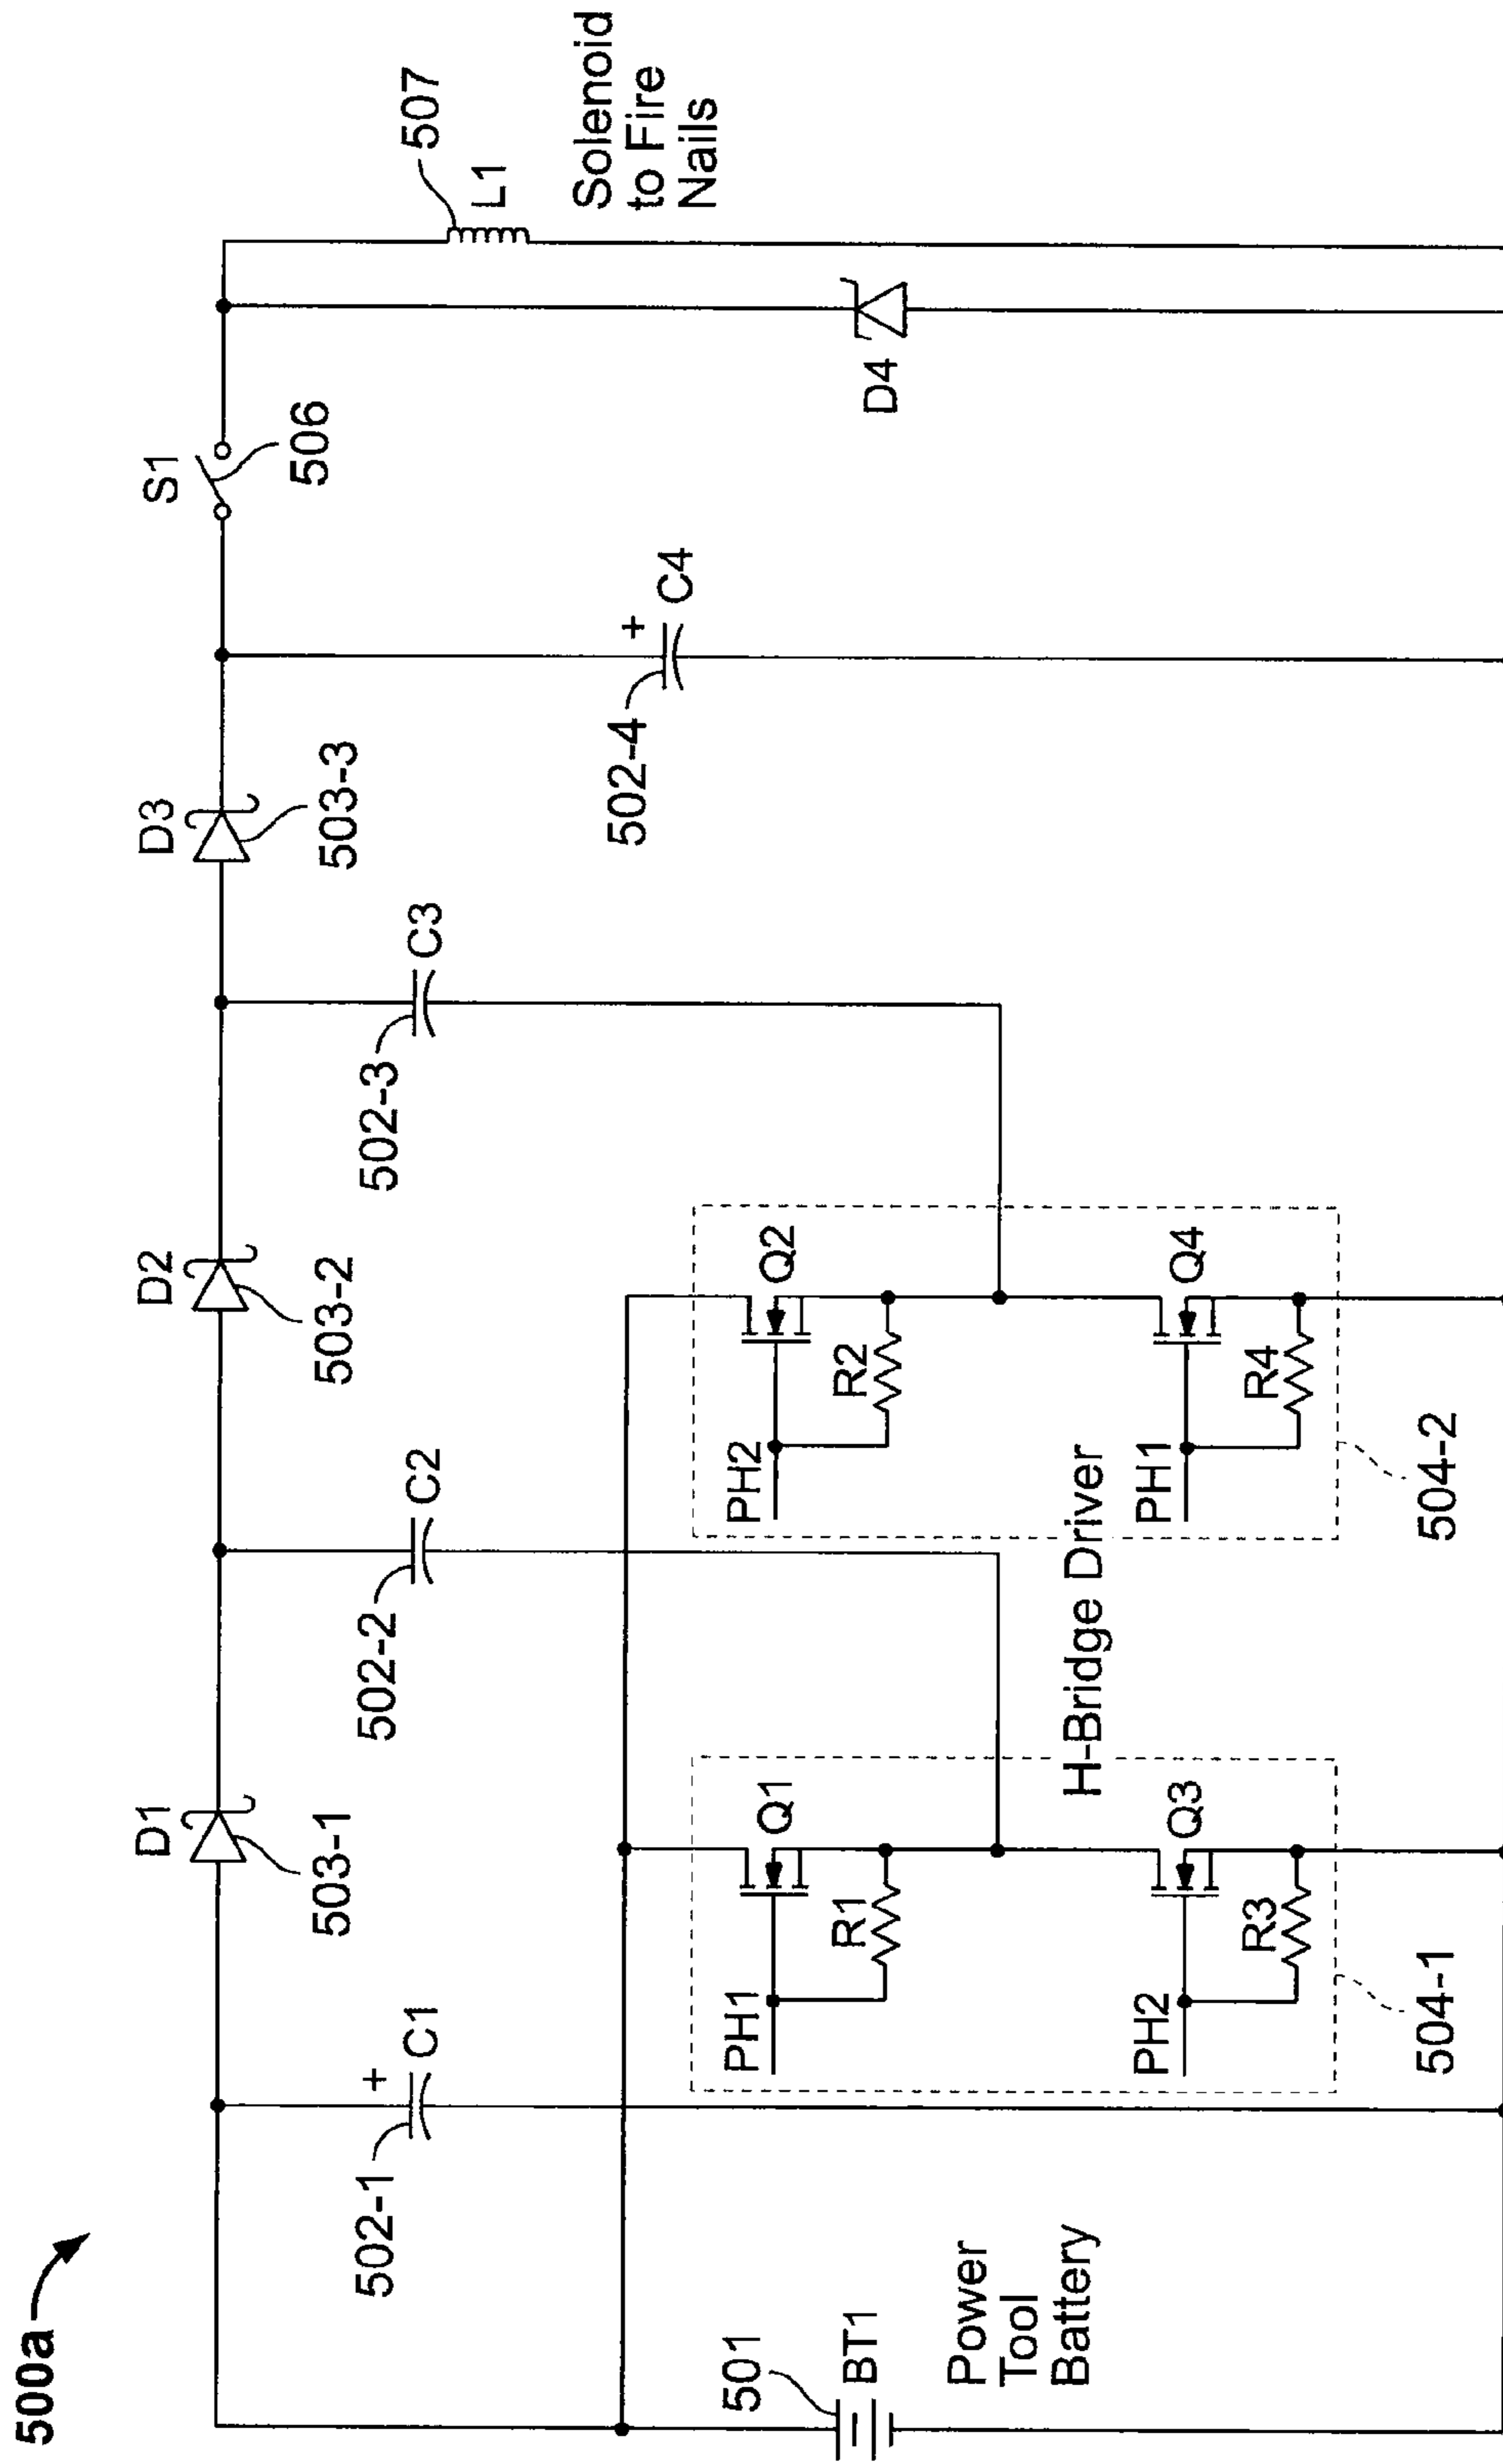 500a
D1
503-1
D2
503-2
D3
503-3
S1
506
507
L1
Solenoid
to Fire
Nails
502-1
+
C1
502-2
C2
502-3
C3
502-4
+
C4
D4
501
BT1
Power
Tool
Battery
PH1
R1
Q1
PH2
R2
Q2
H-Bridge Driver
PH2
R3
Q3
PH1
R4
Q4
504-1
504-2